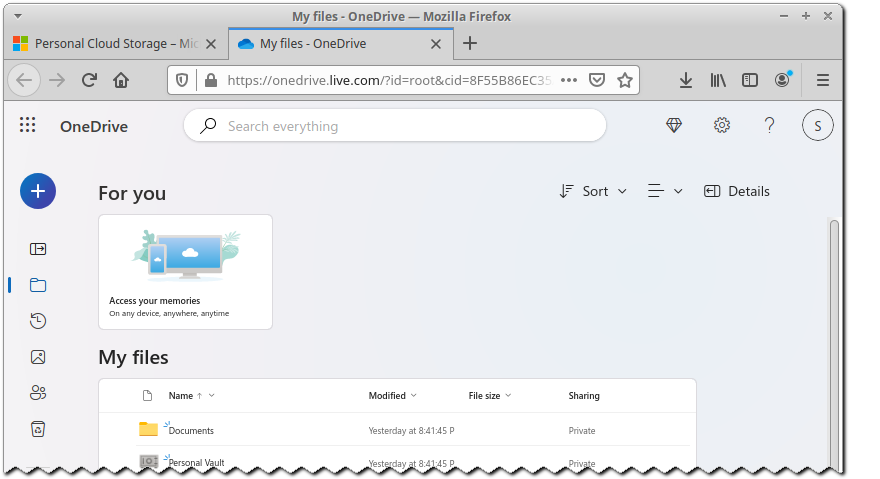 My files - OneDrive — Mozilla Firefox
Personal Cloud Storage – Mic
My files - OneDrive
https://onedrive.live.com/?id=root&cid=8F55B86EC35
OneDrive
Search everything
S
For you
Sort
Details
Access your memories
On any device, anywhere, anytime
My files
Name Modified File size Sharing
Documents Yesterday at 8:41:45 P Private
Personal Vault Yesterday at 8:41:45 P Private